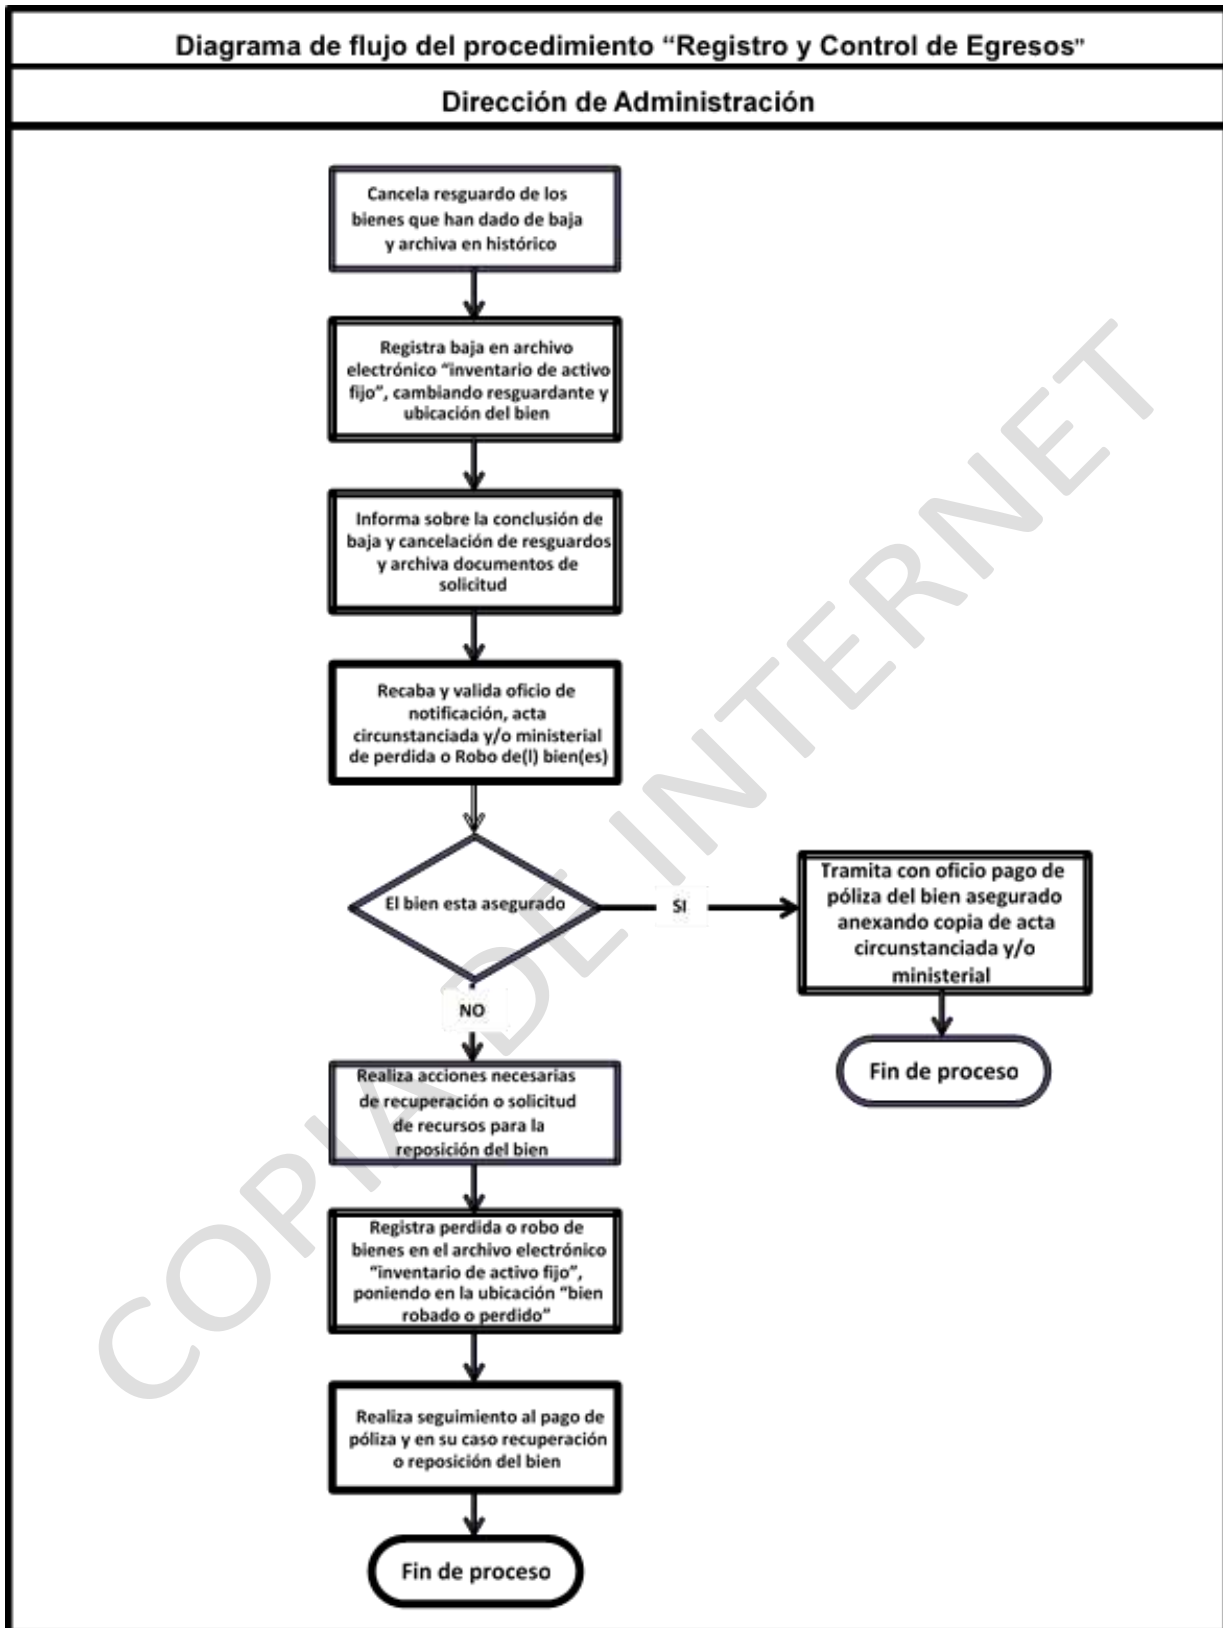 Diagrama de flujo del procedimiento “Registro y Control de Egresos”
Dirección de Administración
Cancela resguardo de los
bienes que han dado de baja
y archiva en histórico
Registra baja en archivo
electrónico “inventario de activo
fijo”, cambiando resguardante y
ubicación del bien
Informa sobre la conclusión de
baja y cancelación de resguardos
y archiva documentos de
solicitud
Recaba y valida oficio de
notificación, acta
circunstanciada y/o ministerial
de perdida o Robo de(l) bien(es)
El bien esta asegurado
SI
Tramita con oficio pago de
póliza del bien asegurado
anexando copia de acta
circunstanciada y/o
ministerial
Fin de proceso
NO
Realiza acciones necesarias
de recuperación o solicitud
de recursos para la
reposición del bien
Registra perdida o robo de
bienes en el archivo electrónico
“inventario de activo fijo”,
poniendo en la ubicación “bien
robado o perdido”
Realiza seguimiento al pago de
póliza y en su caso recuperación
o reposición del bien
Fin de proceso
COPIA DE INTERNET